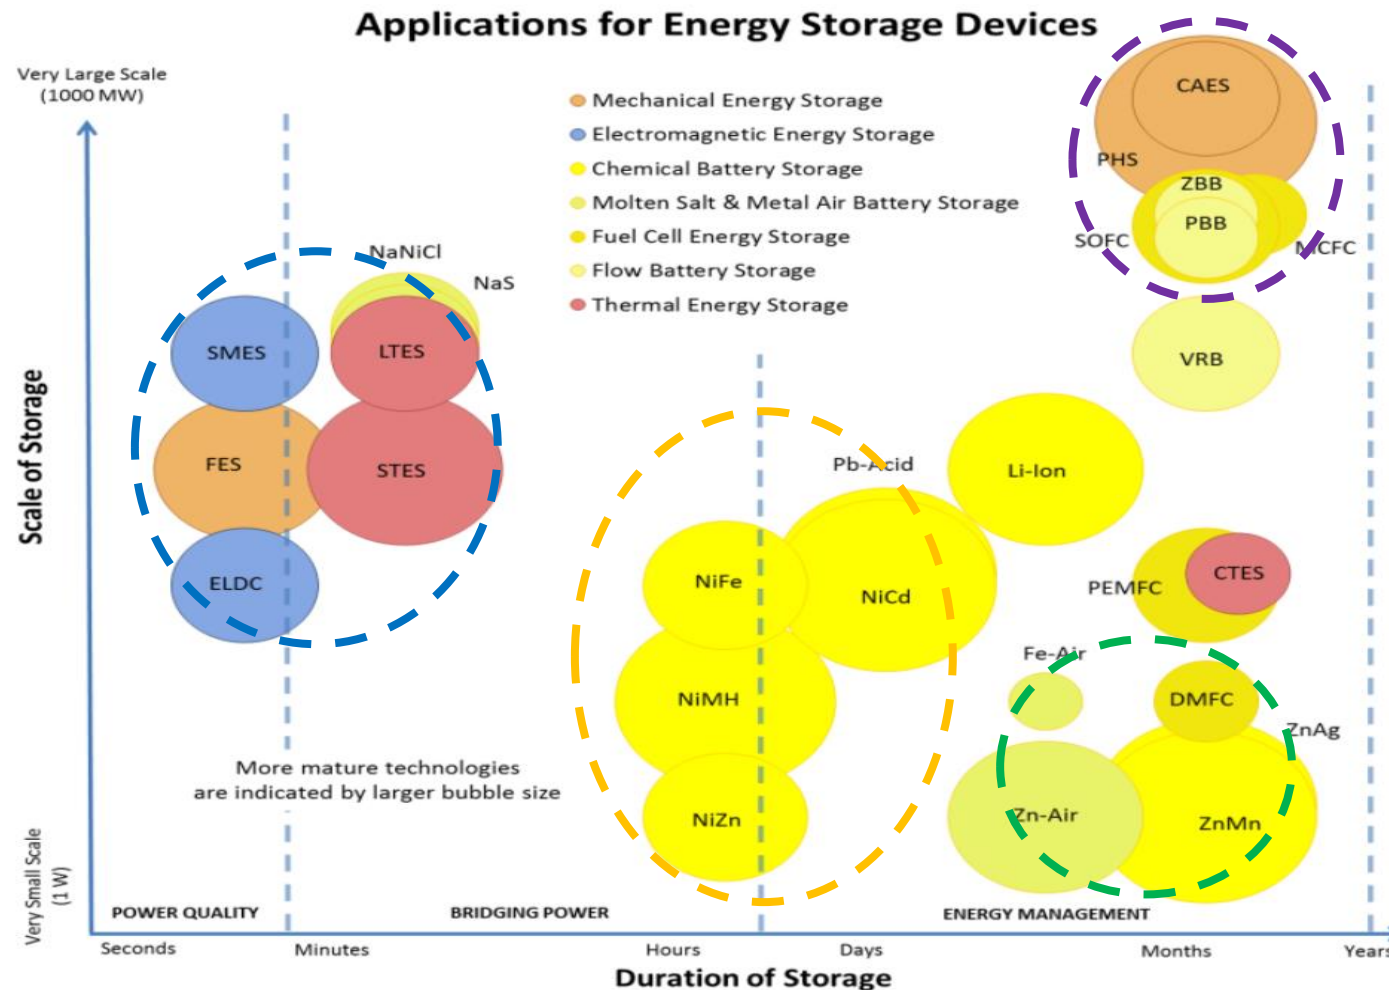 Applications for Energy Storage Devices
Very Large Scale
(1000 MW)
Mechanical Energy Storage
Electromagnetic Energy Storage
Chemical Battery Storage
Molten Salt & Metal Air Battery Storage
Fuel Cell Energy Storage
Flow Battery Storage
Thermal Energy Storage
CAES
PHS
ZBB
PBB
SOFC
MCFC
NaNiCl
NaS
SMES
LTES
VRB
Scale of Storage
FES
STES
Pb-Acid
Li-Ion
ELDC
NiFe
NiCd
PEMFC
CTES
Fe-Air
NiMH
DMFC
ZnAg
More mature technologies
are indicated by larger bubble size
NiZn
Zn-Air
ZnMn
Very Small Scale
(1 W)
POWER QUALITY
BRIDGING POWER
ENERGY MANAGEMENT
Seconds
Minutes
Hours
Days
Months
Years
Duration of Storage